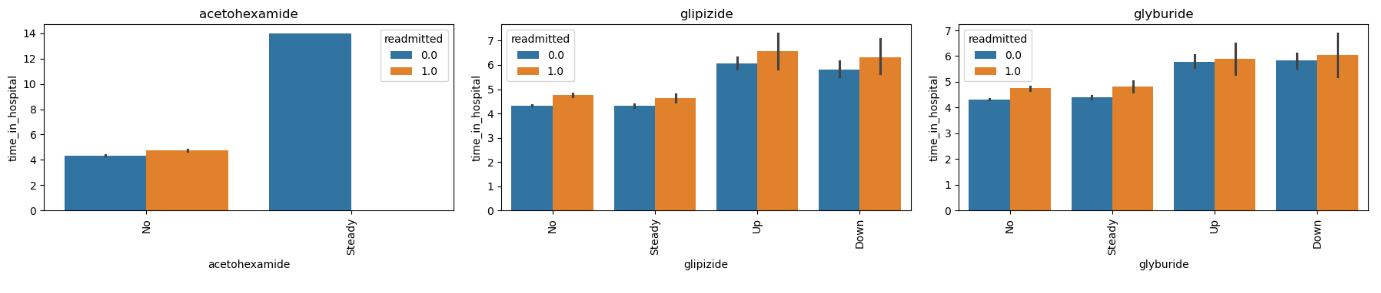 acetohexamide
time_in_hospital
14
12
10
8
6
4
2
0
readmitted
0.0
1.0
No
Steady
acetohexamide
glipizide
time_in_hospital
7
6
5
4
3
2
1
0
readmitted
0.0
1.0
No
Steady
Up
Down
glipizide
glyburide
time_in_hospital
7
6
5
4
3
2
1
0
readmitted
0.0
1.0
No
Steady
Up
Down
glyburide